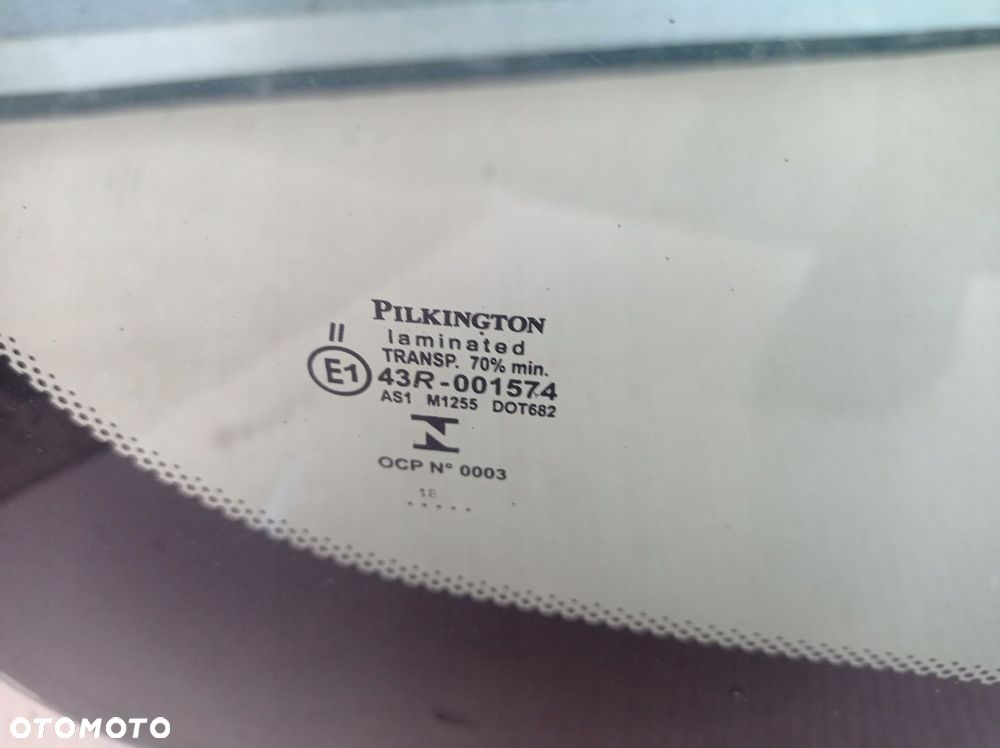 PILKINGTON
laminated
II
TRANSP. 70% min.
E1
43R-001574
AS1 M1255 DOT682
OCP N° 0003
18
.....
OTOMOTO